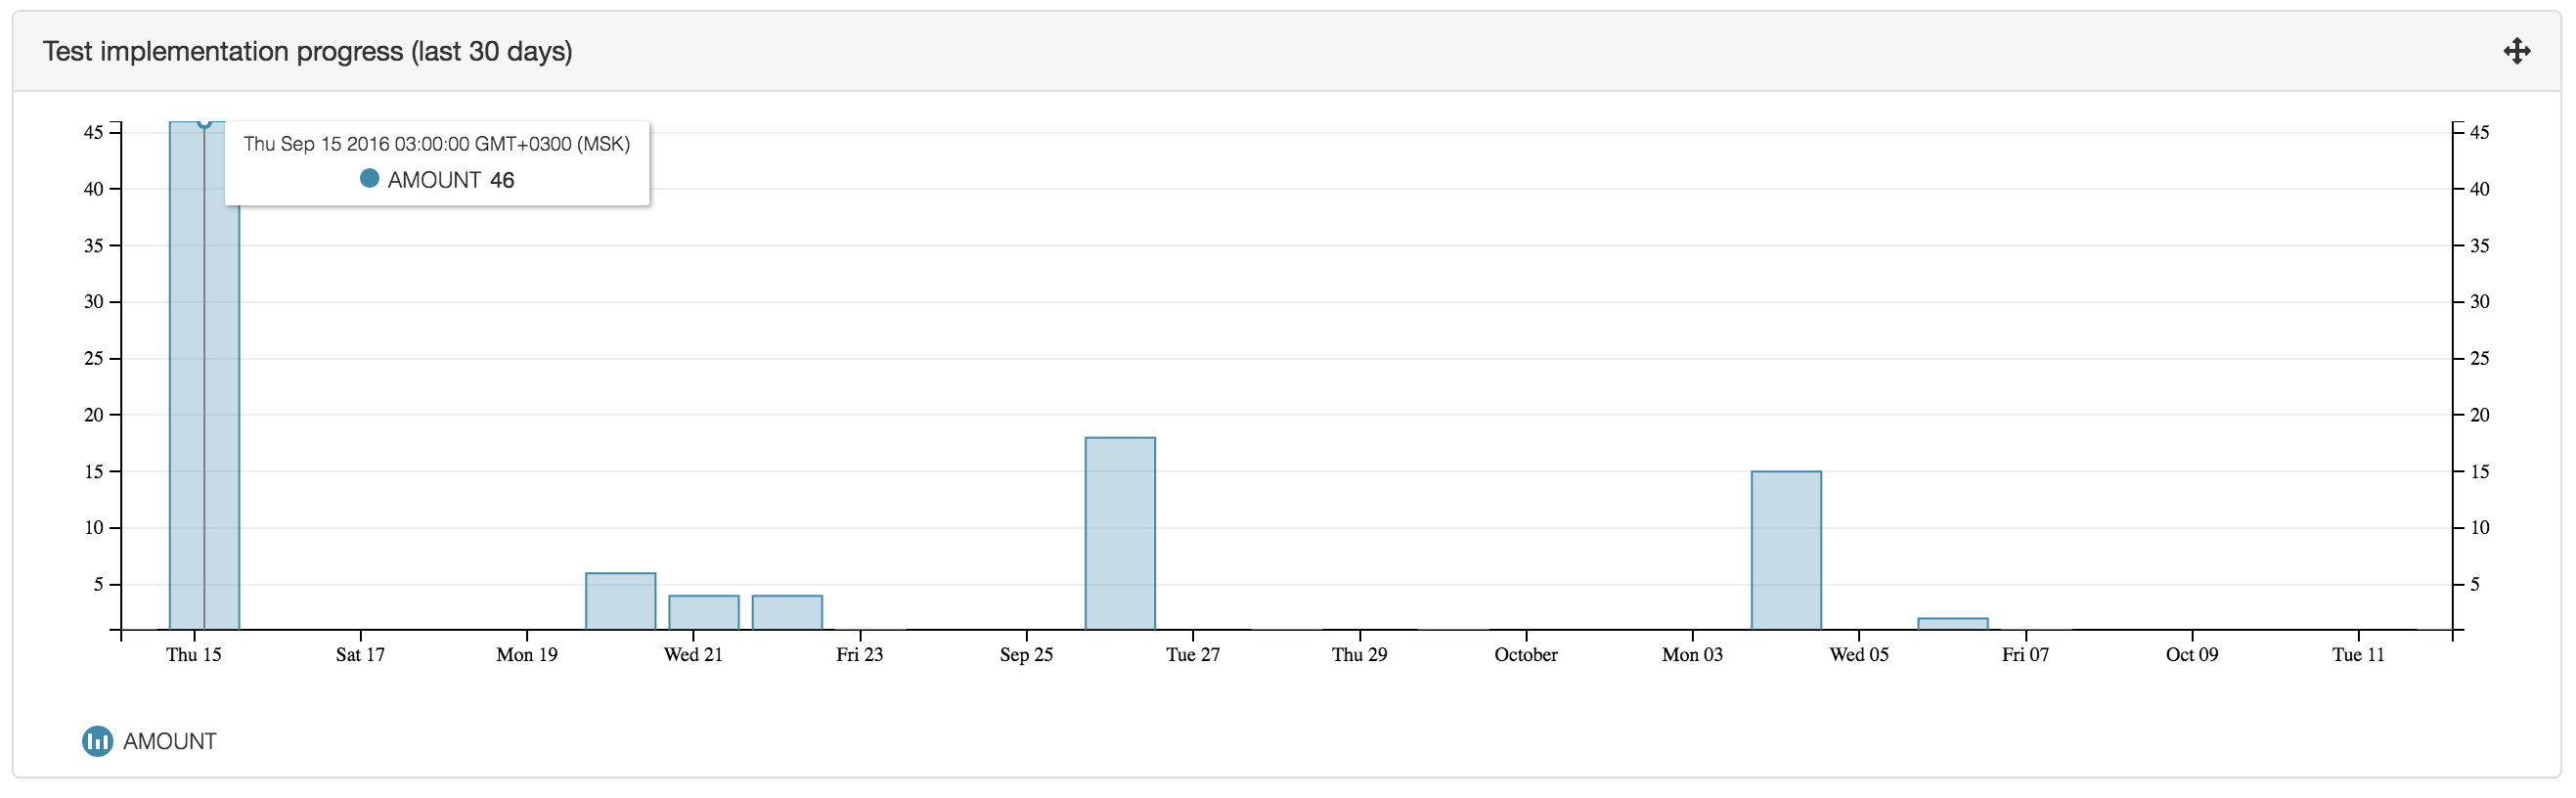 Test implementation progress (last 30 days)
Thu Sep 15 2016 03:00:00 GMT+0300 (MSK)
AMOUNT 46
45 45
40 40
35 35
30 30
25 25
20 20
15 15
10 10
5 5
Thu 15 Sat 17 Mon 19 Wed 21 Fri 23 Sep 25 Tue 27 Thu 29 October Mon 03 Wed 05 Fri 07 Oct 09 Tue 11
AMOUNT